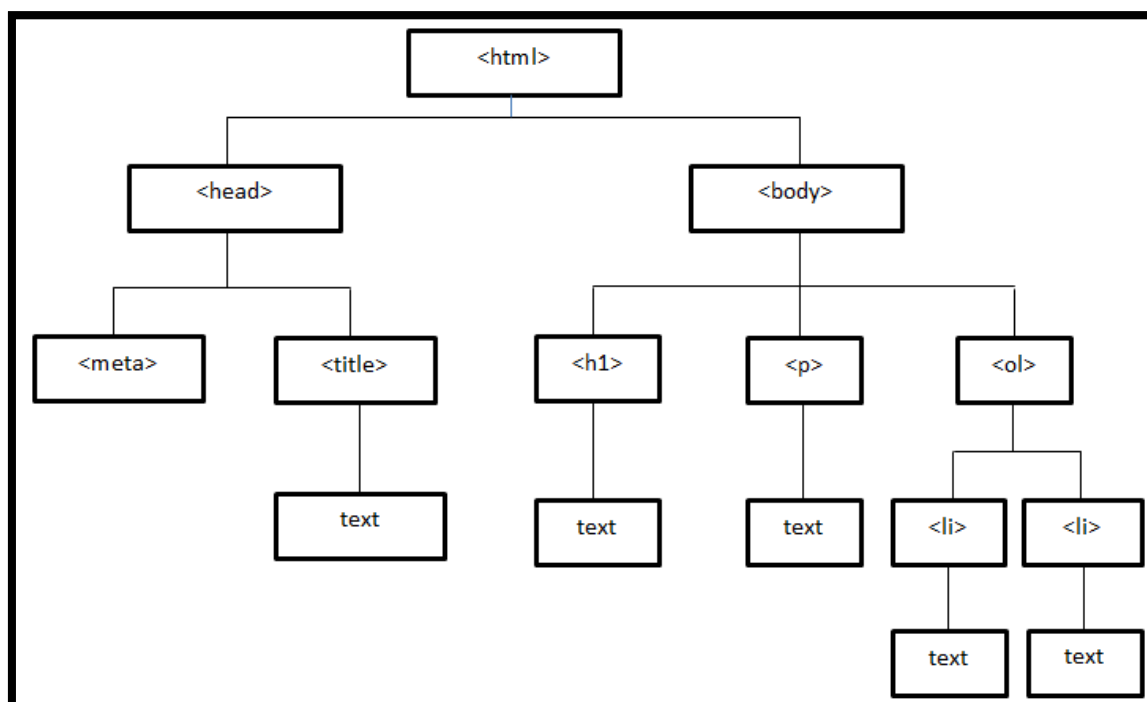 <html>
<head>
<body>
<meta>
<title>
<h1>
<p>
<ol>
text
text
text
<li>
<li>
text
text